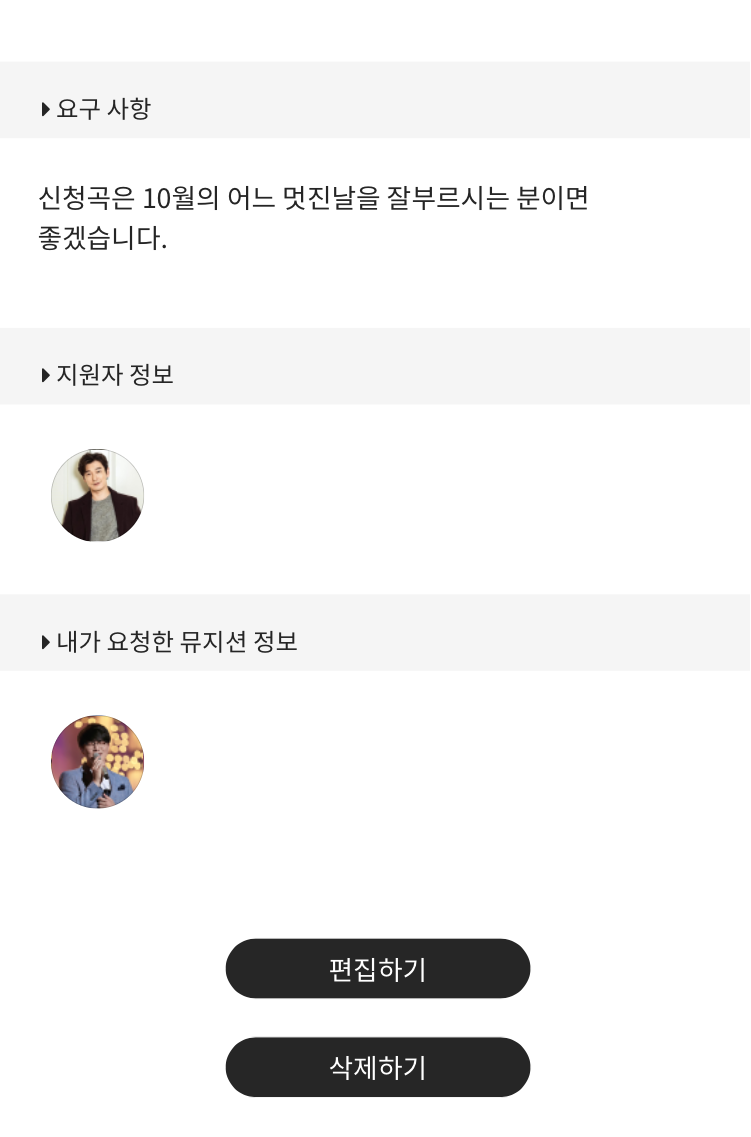 요구 사항
신청곡은 10월의 어느 멋진날을 잘부르시는 분이면
좋겠습니다.
지원자 정보
내가 요청한 뮤지션 정보
편집하기
삭제하기